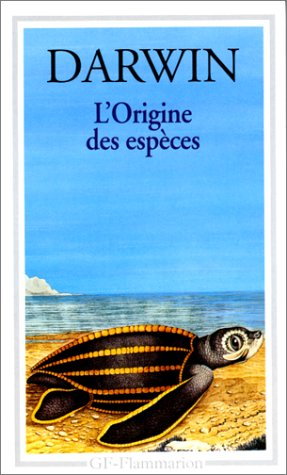 DARWIN
L'Origine
des espèces
GF-Flammarion